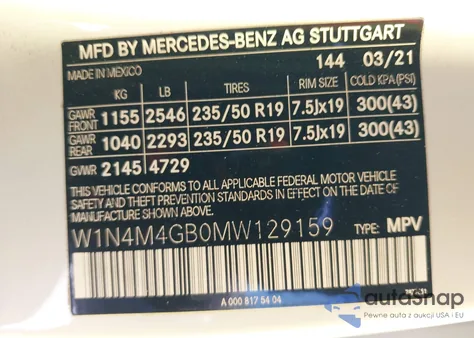 MFD BY MERCEDES-BENZ AG STUTTGART
MADE IN MEXICO 144 03/21
KG LB TIRES RIM SIZE COLD KPA(PSI)
GAWR FRONT 1155 2546 235/50 R19 7.5Jx19 300(43)
GAWR REAR 1040 2293 235/50 R19 7.5Jx19 300(43)
GVWR 2145 4729
THIS VEHICLE CONFORMS TO ALL APPLICABLE FEDERAL MOTOR VEHICLE
SAFETY AND THEFT PREVENTION STANDARDS IN EFFECT ON THE DATE OF
MANUFACTURE SHOWN ABOVE.
W1N4M4GB0MW129159 TYPE: MPV
A 000 817 54 04
autasnap
Pewne auta z aukcji USA i EU